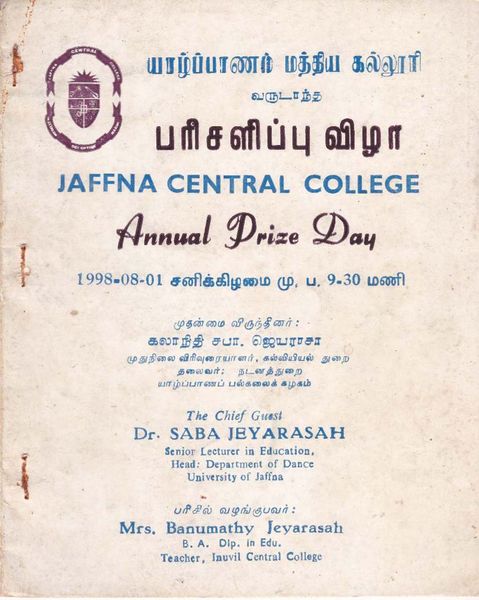 யாழ்ப்பாணம் மத்திய கல்லூரி
வருடாந்த
பரிசளிப்பு விழா
JAFFNA CENTRAL COLLEGE
Annual Prize Day
1998-08-01 சனிக்கிழமை மு. ப. 9-30 மணி
முதன்மை விருந்தினர்:
கலாநிதி சபா. ஜெயராசா
முதுநிலை விரிவுரையாளர், கல்வியியல் துறை
தலைவர்: நடனத்துறை
யாழ்ப்பாணப் பல்கலைக் கழகம்
The Chief Guest
Dr. SABA JEYARASAH
Senior Lecturer in Education,
Head: Department of Dance
University of Jaffna
பரிசில் வழங்குபவர்:
Mrs. Banumathy Jeyarasah
B. A. Dip. in Edu.
Teacher, Inuvil Central College